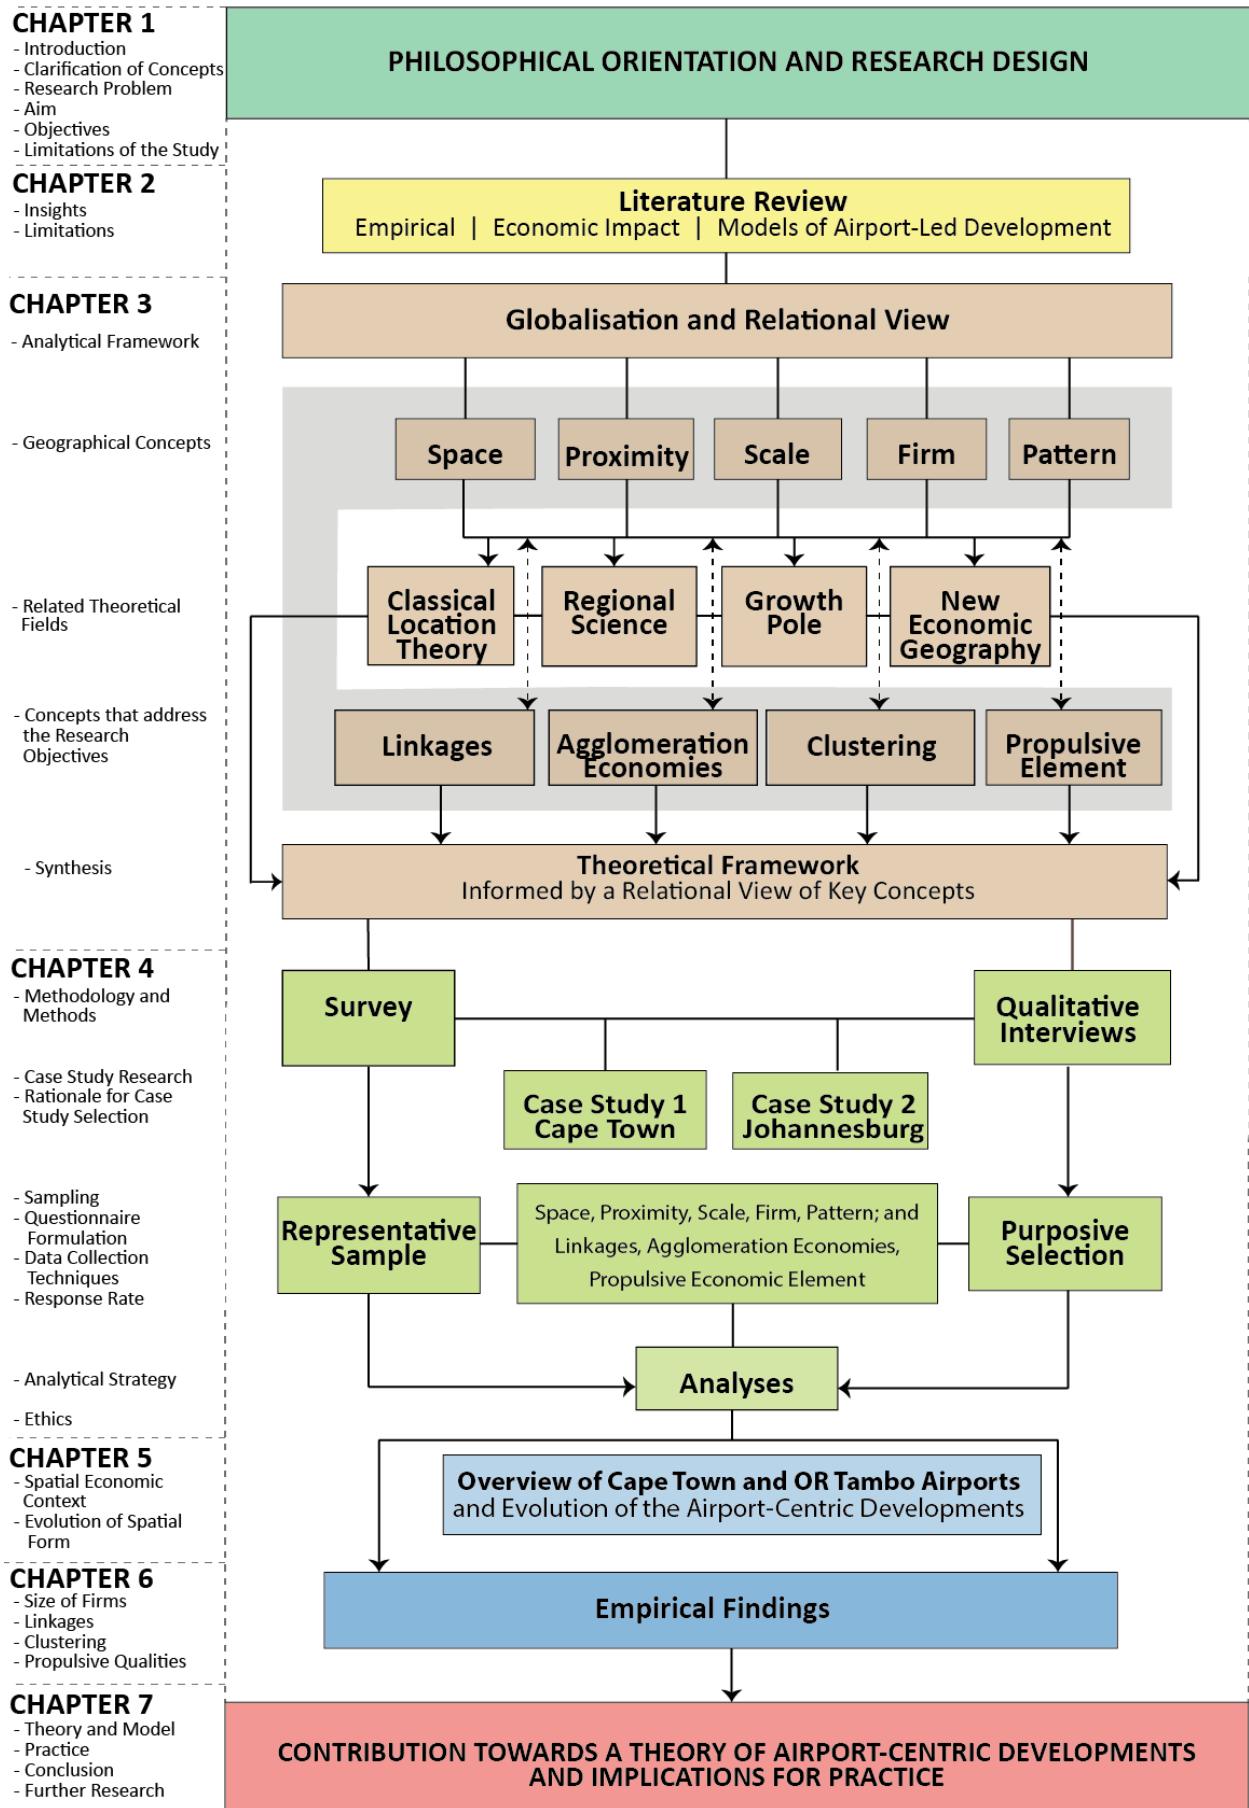 CHAPTER 1
- Introduction
- Clarification of Concepts
- Research Problem
- Aim
- Objectives
- Limitations of the Study
PHILOSOPHICAL ORIENTATION AND RESEARCH DESIGN
CHAPTER 2
- Insights
- Limitations
Literature Review
Empirical | Economic Impact | Models of Airport-Led Development
CHAPTER 3
- Analytical Framework
Globalisation and Relational View
- Geographical Concepts
Space
Proximity
Scale
Firm
Pattern
- Related Theoretical
Fields
Classical
Location
Theory
Regional
Science
Growth
Pole
New
Economic
Geography
- Concepts that address
the Research
Objectives
Linkages
Agglomeration
Economies
Clustering
Propulsive
Element
- Synthesis
Theoretical Framework
Informed by a Relational View of Key Concepts
CHAPTER 4
- Methodology and
Methods
Survey
Qualitative
Interviews
- Case Study Research
- Rationale for Case
Study Selection
Case Study 1
Cape Town
Case Study 2
Johannesburg
- Sampling
- Questionnaire
Formulation
- Data Collection
Techniques
- Response Rate
Representative
Sample
Space, Proximity, Scale, Firm, Pattern; and
Linkages, Agglomeration Economies,
Propulsive Economic Element
Purposive
Selection
- Analytical Strategy
- Ethics
Analyses
CHAPTER 5
- Spatial Economic
Context
- Evolution of Spatial
Form
Overview of Cape Town and OR Tambo Airports
and Evolution of the Airport-Centric Developments
CHAPTER 6
- Size of Firms
- Linkages
- Clustering
- Propulsive Qualities
Empirical Findings
CHAPTER 7
- Theory and Model
- Practice
- Conclusion
- Further Research
CONTRIBUTION TOWARDS A THEORY OF AIRPORT-CENTRIC DEVELOPMENTS
AND IMPLICATIONS FOR PRACTICE